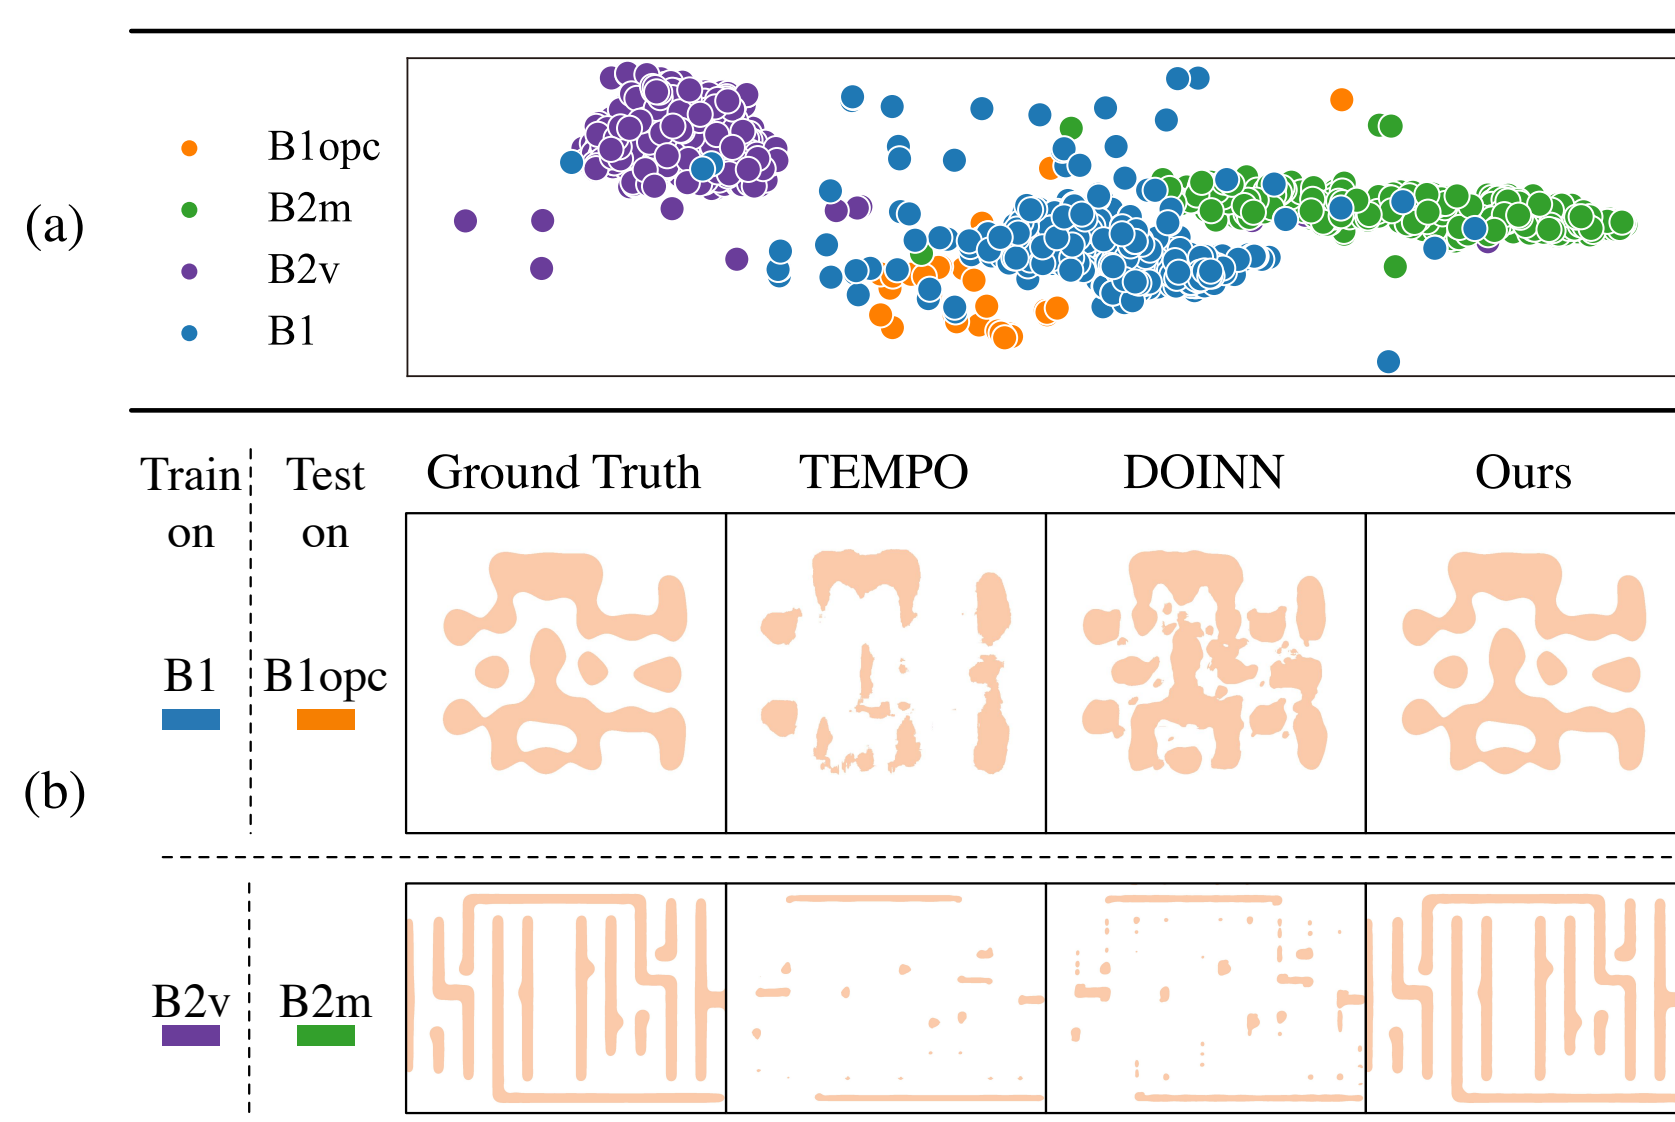 (a)
B1opc
B2m
B2v
B1
Train on
Test on
Ground Truth
TEMPO
DOINN
Ours
(b)
B1
B1opc
B2v
B2m